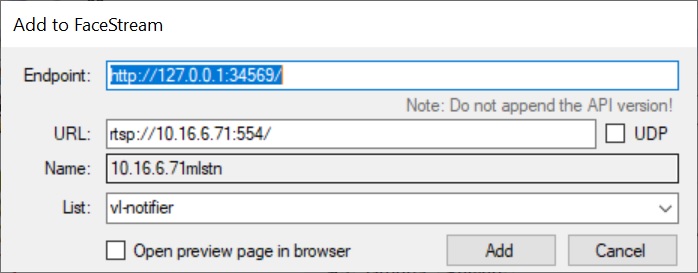 Add to FaceStream
Endpoint: http://127.0.0.1:34569/
Note: Do not append the API version!
URL: rtsp://10.16.6.71:554/ UDP
Name: 10.16.6.71mlstn
List: vl-notifier
Open preview page in browser Add Cancel